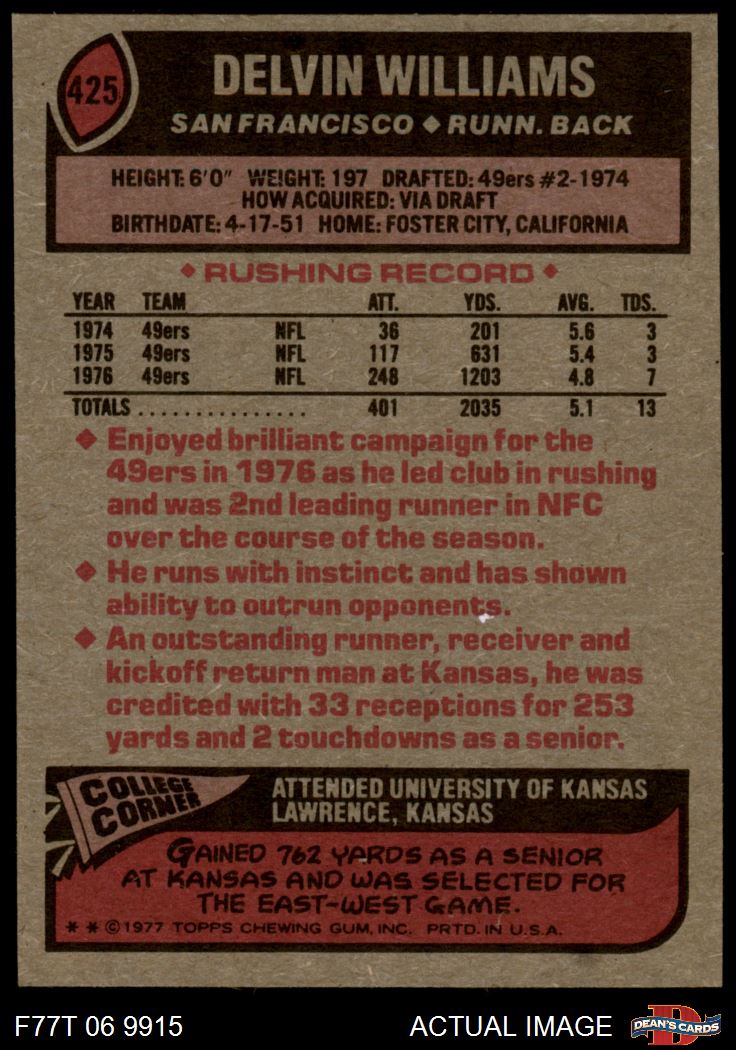 425
DELVIN WILLIAMS
SAN FRANCISCO ◆ RUNN. BACK
HEIGHT: 6'0" WEIGHT: 197 DRAFTED: 49ers #2-1974
HOW ACQUIRED: VIA DRAFT
BIRTHDATE: 4-17-51 HOME: FOSTER CITY, CALIFORNIA
◆ RUSHING RECORD ◆
YEAR TEAM ATT. YDS. AVG. TDS.
1974 49ers NFL 36 201 5.6 3
1975 49ers NFL 117 631 5.4 3
1976 49ers NFL 248 1203 4.8 7
TOTALS ................ 401 2035 5.1 13
◆ Enjoyed brilliant campaign for the
49ers in 1976 as he led club in rushing
and was 2nd leading runner in NFC
over the course of the season.
◆ He runs with instinct and has shown
ability to outrun opponents.
◆ An outstanding runner, receiver and
kickoff return man at Kansas, he was
credited with 33 receptions for 253
yards and 2 touchdowns as a senior.
COLLEGE
CORNER
ATTENDED UNIVERSITY OF KANSAS
LAWRENCE, KANSAS
GAINED 762 YARDS AS A SENIOR
AT KANSAS AND WAS SELECTED FOR
THE EAST-WEST GAME.
* * © 1977 TOPPS CHEWING GUM, INC. PRTD. IN U.S.A.
F77T 06 9915 ACTUAL IMAGE
D
DEAN'S CARDS